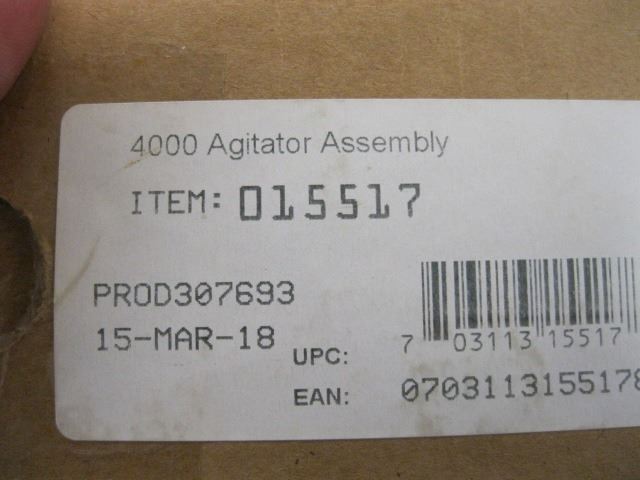 4000 Agitator Assembly
ITEM: 015517
PROD307693
15-MAR-18
UPC: 7 03113 15517
EAN: 0703113155178